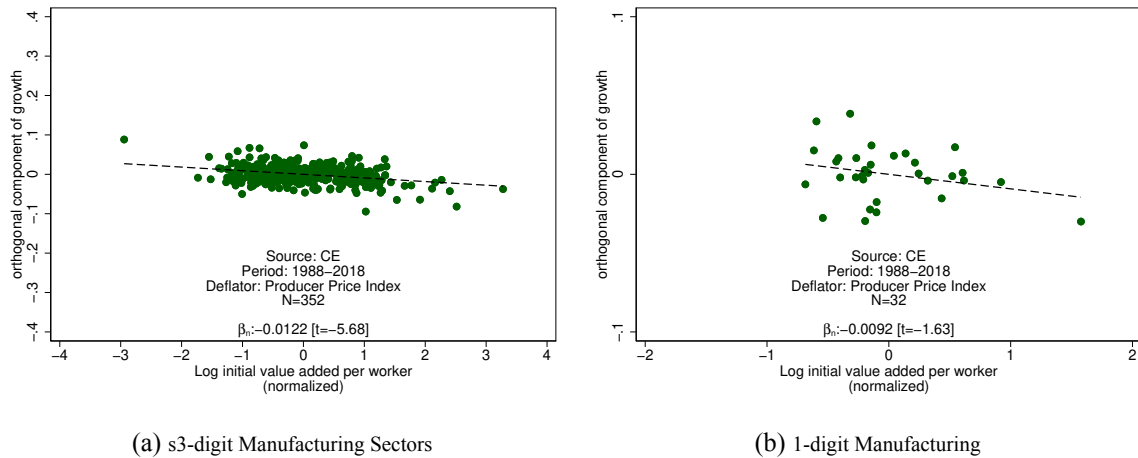 orthogonal component of growth
.4
.3
.2
.1
0
−.1
−.2
−.3
−.4
Source: CE
Period: 1988−2018
Deflator: Producer Price Index
N=352
βn:−0.0122 [t=−5.68]
−4 −3 −2 −1 0 1 2 3 4
Log initial value added per worker
(normalized)
(a) s3-digit Manufacturing Sectors
orthogonal component of growth
.1
0
−.1
Source: CE
Period: 1988−2018
Deflator: Producer Price Index
N=32
βn:−0.0092 [t=−1.63]
−2 −1 0 1 2
Log initial value added per worker
(normalized)
(b) 1-digit Manufacturing